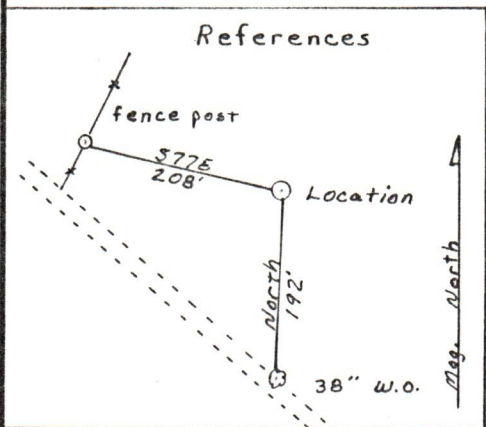 References
fence post
S77E
208'
Location
North
192'
38" W.O.
Mag. North